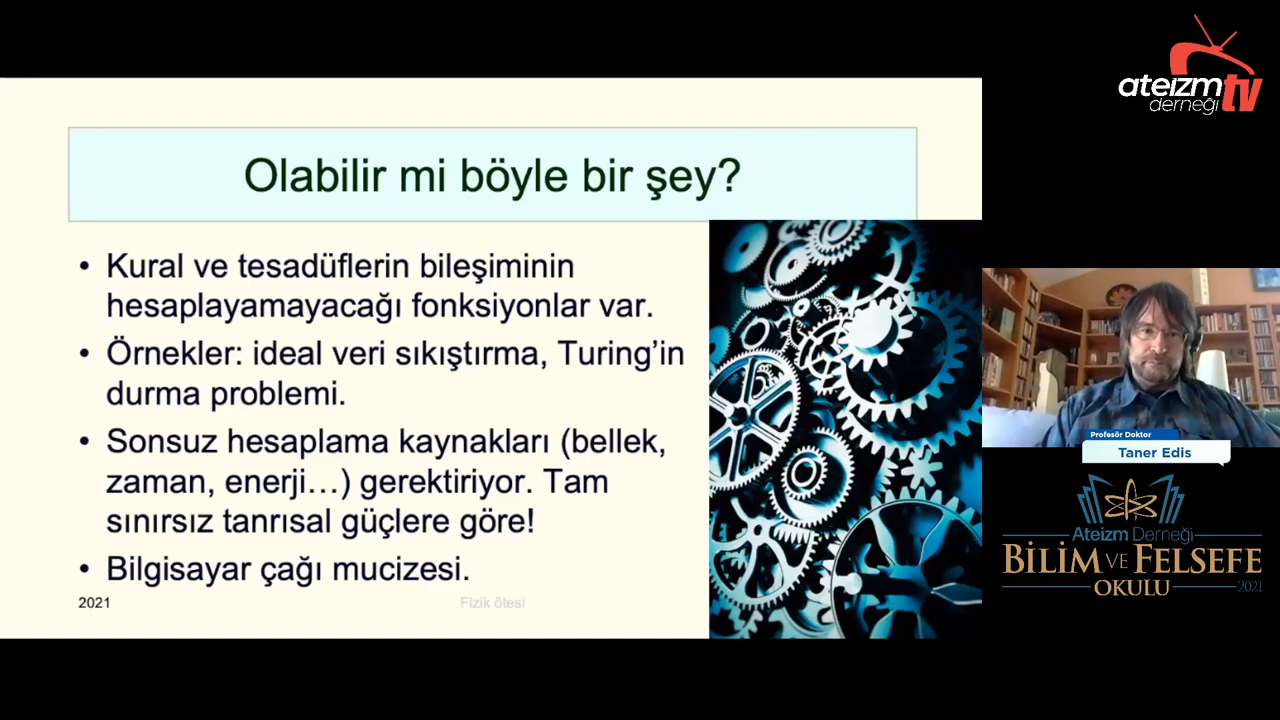 ateizm tv
derneği
Olabilir mi böyle bir şey?
• Kural ve tesadüflerin bileşiminin
hesaplayamayacağı fonksiyonlar var.
• Örnekler: ideal veri sıkıştırma, Turing’in
durma problemi.
• Sonsuz hesaplama kaynakları (bellek,
zaman, enerji…) gerektiriyor. Tam
sınırsız tanrısal güçlere göre!
• Bilgisayar çağı mucizesi.
2021
Fizik ötesi
Profesör Doktor
Taner Edis
Ateizm Derneği
BİLİM VE FELSEFE
OKULU
2021